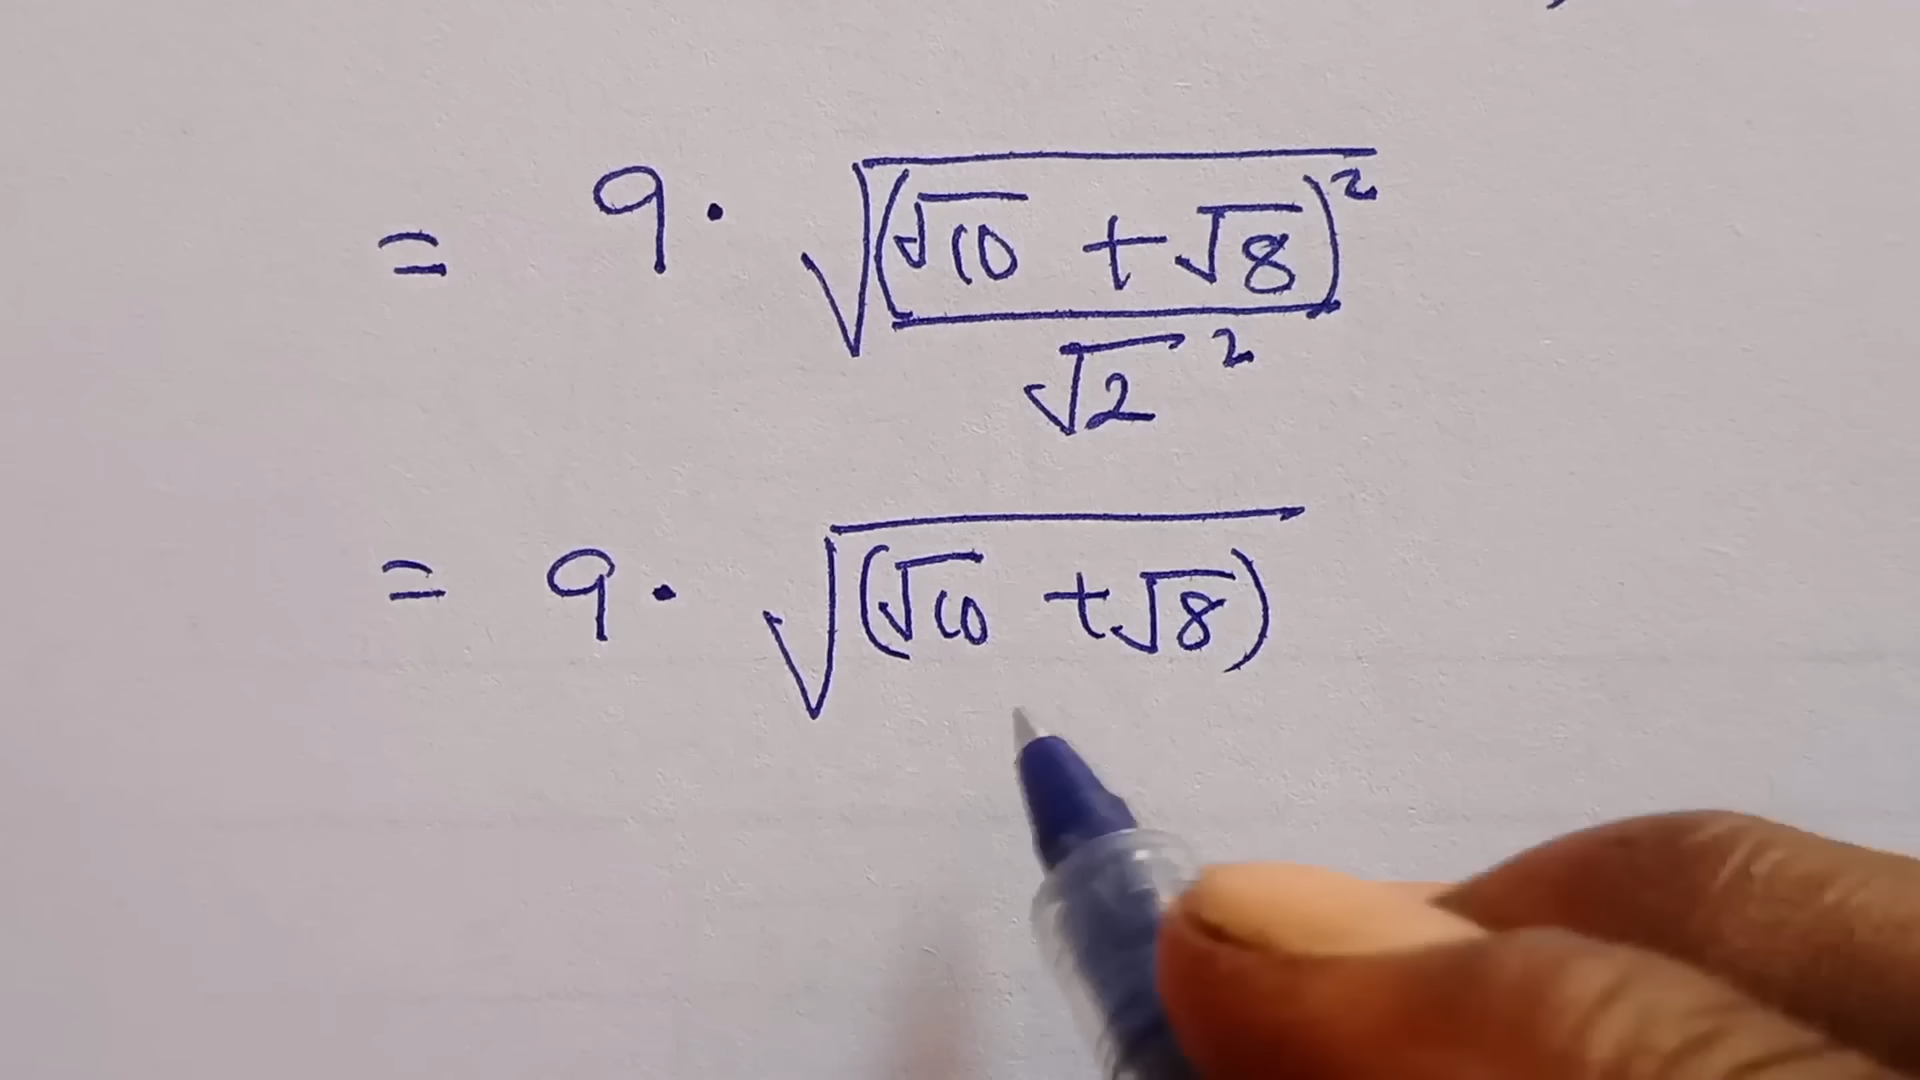 = 9 · √((√10 + √8)² / √2²)
= 9 · √(√10 + √8)